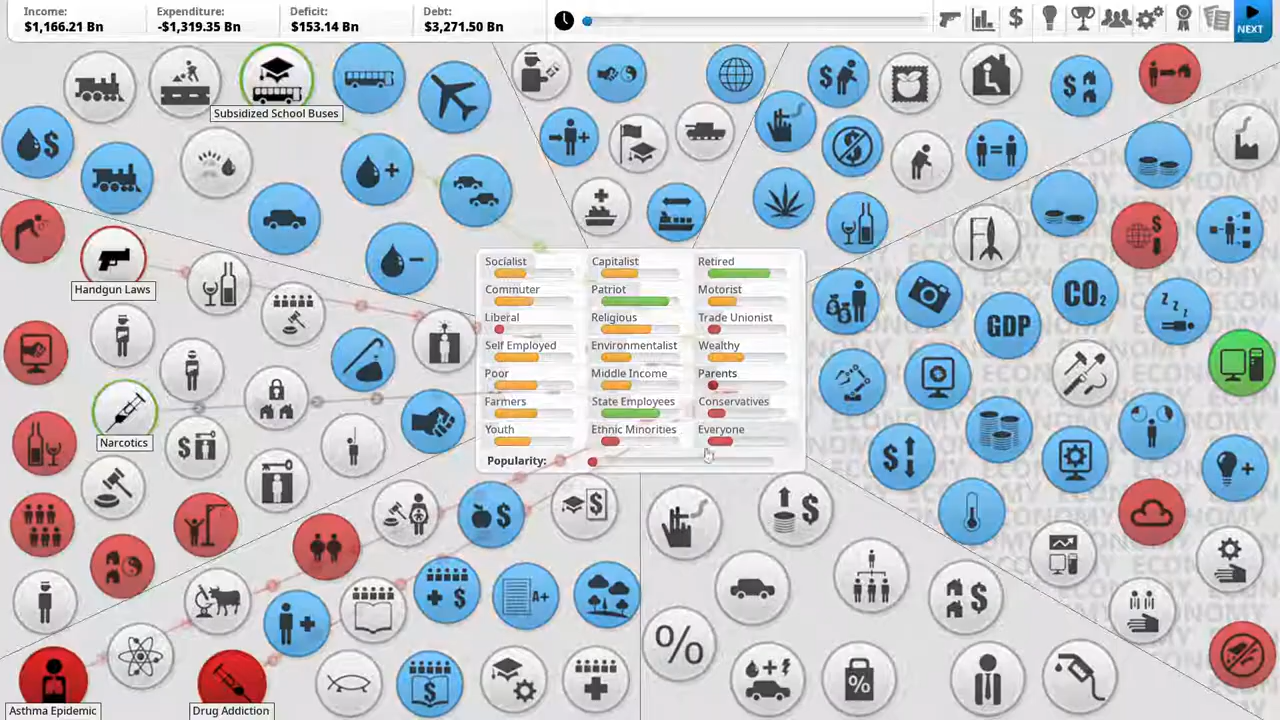 Income:
$1,166.21 Bn
Expenditure:
-$1,319.35 Bn
Deficit:
$153.14 Bn
Debt:
$3,271.50 Bn
NEXT
Subsidized School Buses
Handgun Laws
Narcotics
Asthma Epidemic
Drug Addiction
Socialist
Capitalist
Retired
Commuter
Patriot
Motorist
Liberal
Religious
Trade Unionist
Self Employed
Environmentalist
Wealthy
Poor
Middle Income
Parents
Farmers
State Employees
Conservatives
Youth
Ethnic Minorities
Everyone
Popularity:
GDP
CO2
A+
%
%
ECONOMY